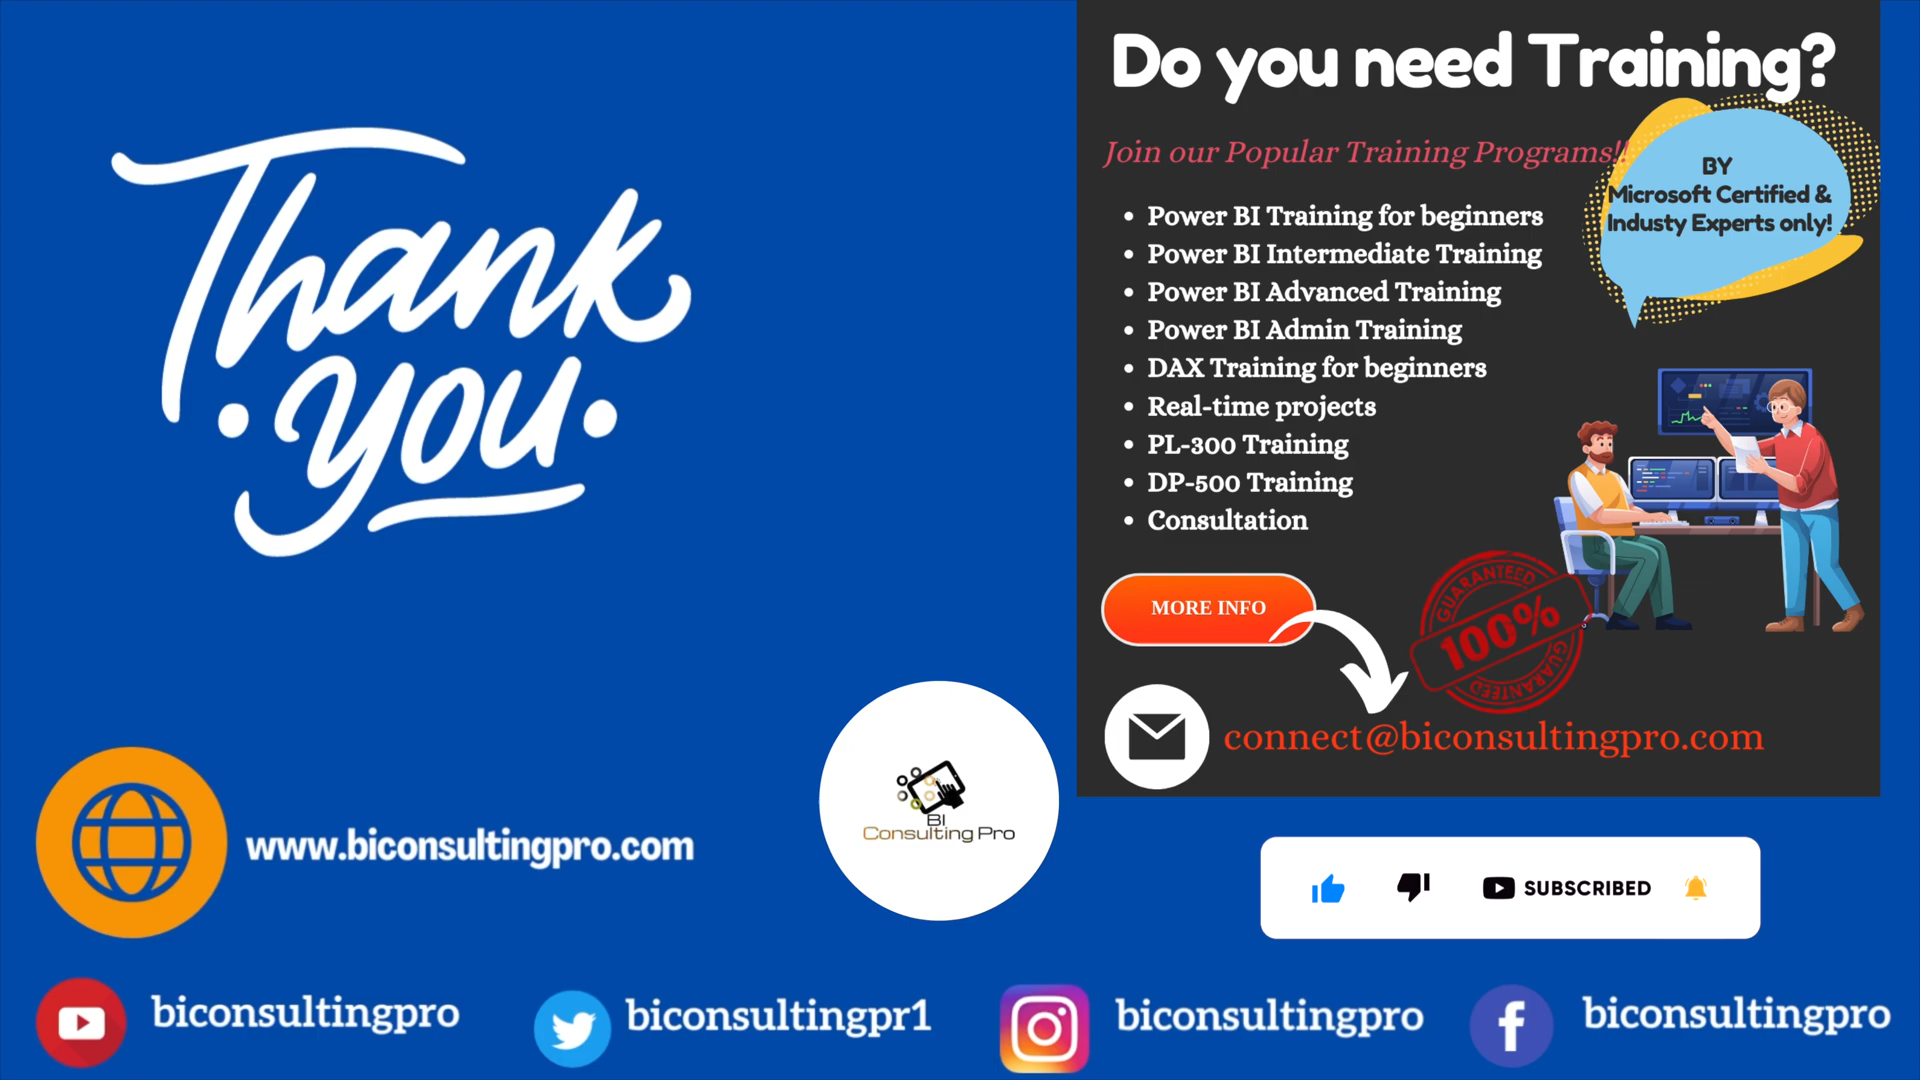 Thank
you
Do you need Training?
Join our Popular Training Programs!!
BY
Microsoft Certified &
Industy Experts only!
Power BI Training for beginners
Power BI Intermediate Training
Power BI Advanced Training
Power BI Admin Training
DAX Training for beginners
Real-time projects
PL-300 Training
DP-500 Training
Consultation
MORE INFO
GUARANTEED
100%
GUARANTEED
connect@biconsultingpro.com
BI
Consulting Pro
www.biconsultingpro.com
SUBSCRIBED
biconsultingpro
biconsultingpr1
biconsultingpro
biconsultingpro